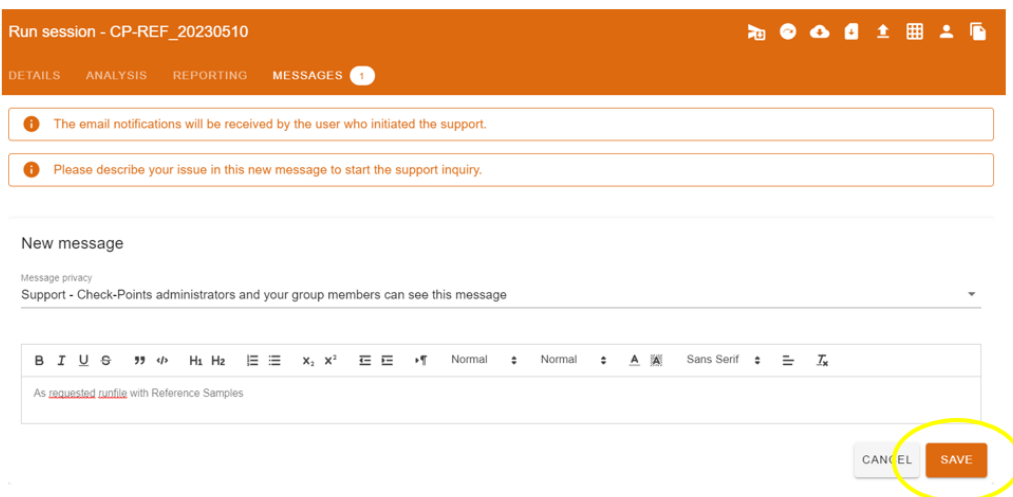 Run session - CP-REF_20230510
DETAILS ANALYSIS REPORTING MESSAGES 1
The email notifications will be received by the user who initiated the support.
Please describe your issue in this new message to start the support inquiry.
New message
Message privacy
Support - Check-Points administrators and your group members can see this message
B I U S ” </> H1 H2 x₂ x² ¶ Normal Normal A A Sans Serif Tx
As requested runfile with Reference Samples
CANCEL SAVE